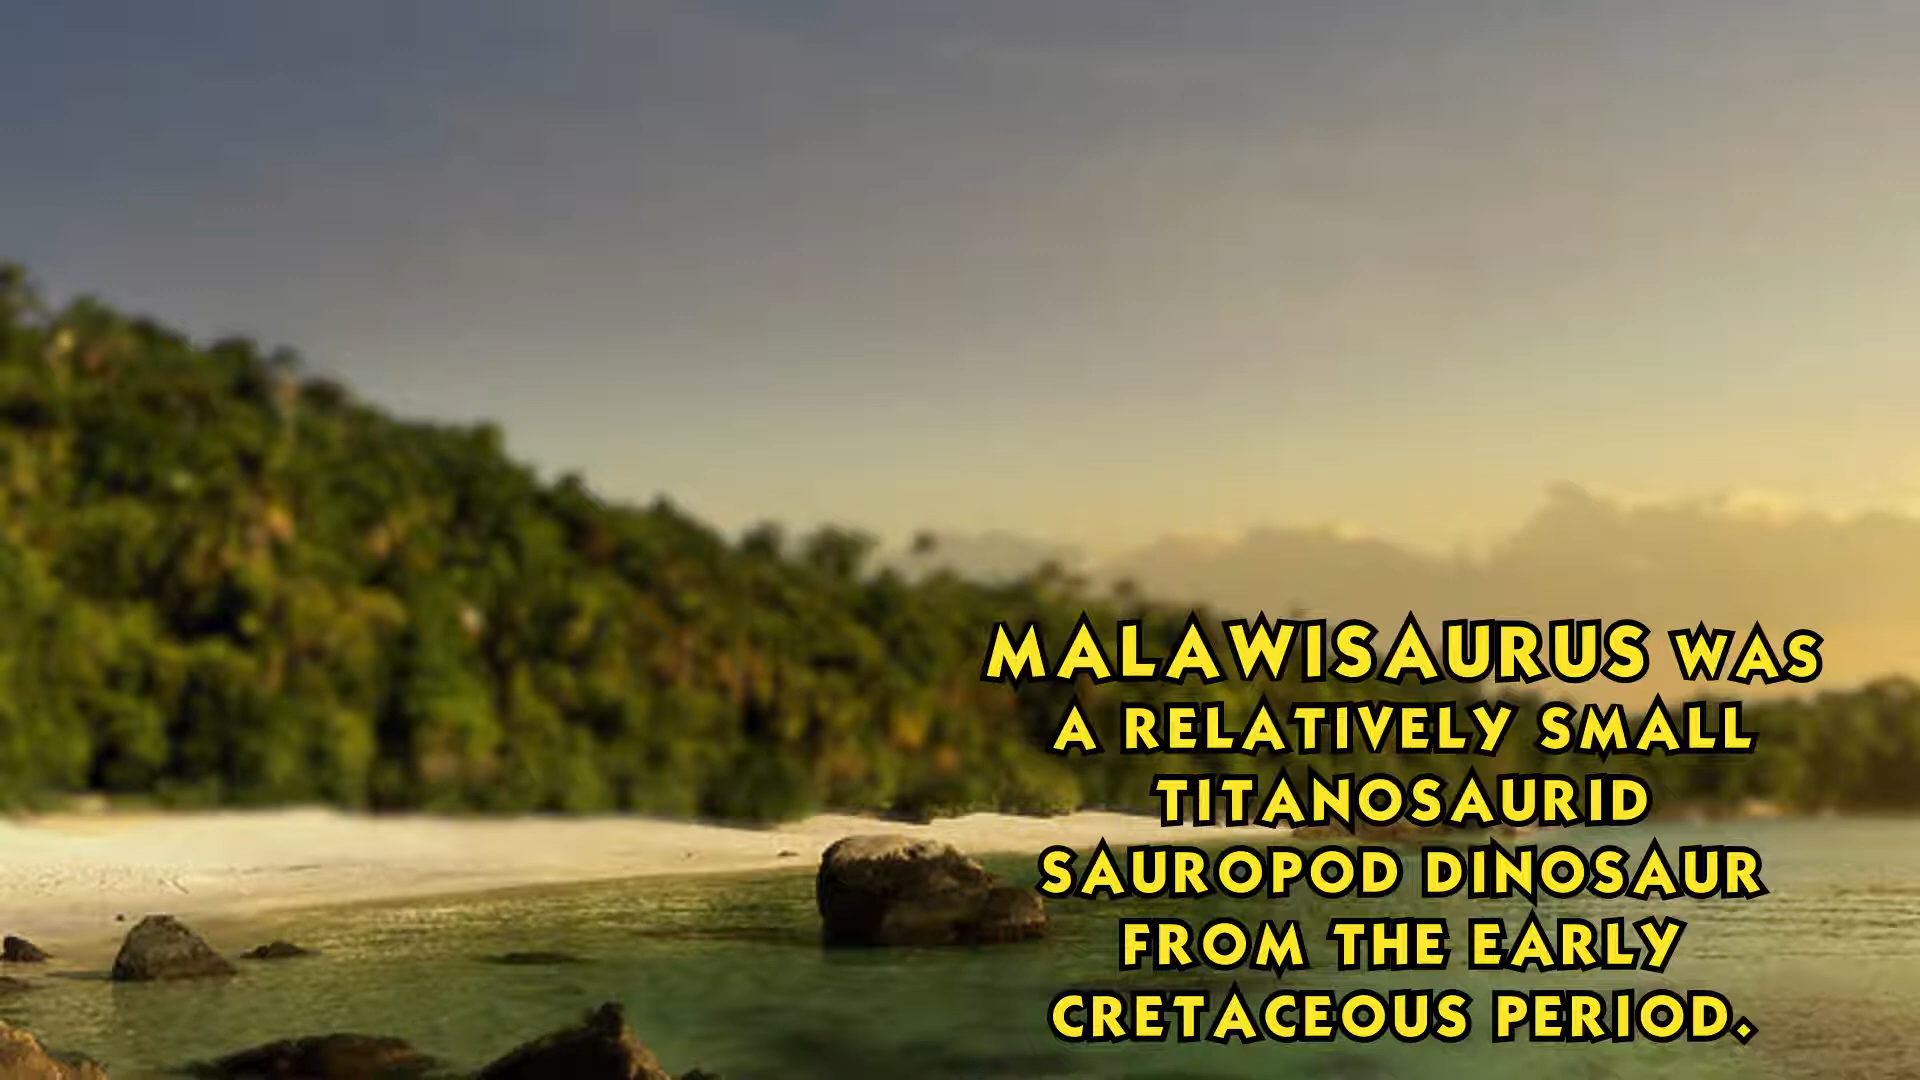 MALAWISAURUS WAS
A RELATIVELY SMALL
TITANOSAURID
SAUROPOD DINOSAUR
FROM THE EARLY
CRETACEOUS PERIOD.